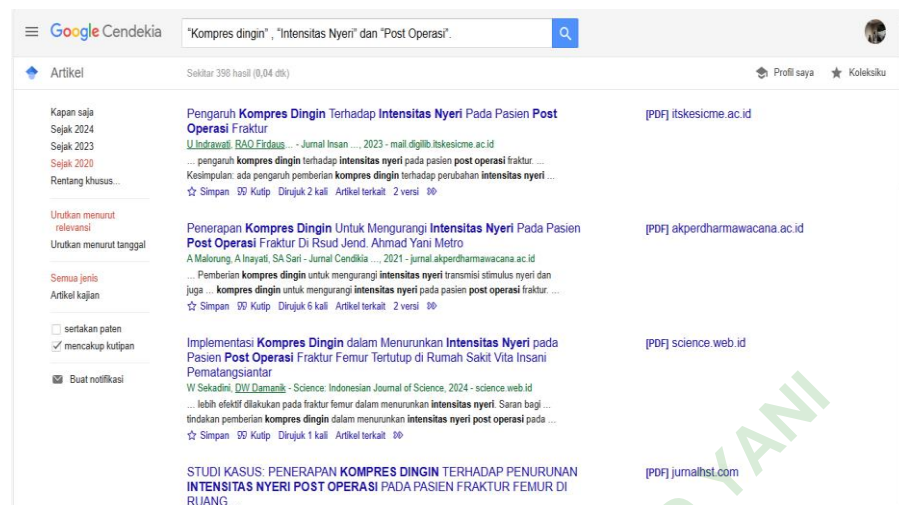 Google Cendekia
"Kompres dingin" , "Intensitas Nyeri" dan "Post Operasi".
Artikel
Sekitar 398 hasil (0,04 dtk)
Profil saya
Koleksiku
Kapan saja
Sejak 2024
Sejak 2023
Sejak 2020
Rentang khusus...
Urutkan menurut
relevansi
Urutkan menurut tanggal
Semua jenis
Artikel kajian
sertakan paten
mencakup kutipan
Buat notifikasi
Pengaruh Kompres Dingin Terhadap Intensitas Nyeri Pada Pasien Post
Operasi Fraktur
U Indrawati, RAO Firdaus... - Jurnal Insan ..., 2023 - mail.digilib.itskesicme.ac.id
... pengaruh kompres dingin terhadap intensitas nyeri pada pasien post operasi fraktur. ...
Kesimpulan: ada pengaruh pemberian kompres dingin terhadap perubahan intensitas nyeri ...
Simpan Kutip Dirujuk 2 kali Artikel terkait 2 versi
[PDF] itskesicme.ac.id
Penerapan Kompres Dingin Untuk Mengurangi Intensitas Nyeri Pada Pasien
Post Operasi Fraktur Di Rsud Jend. Ahmad Yani Metro
A Malorung, A Inayati, SA Sari - Jurnal Cendikia ..., 2021 - jurnal.akperdharmawacana.ac.id
... Pemberian kompres dingin untuk mengurangi intensitas nyeri transmisi stimulus nyeri dan
juga ... kompres dingin untuk mengurangi intensitas nyeri pada pasien post operasi fraktur. ...
Simpan Kutip Dirujuk 6 kali Artikel terkait 2 versi
[PDF] akperdharmawacana.ac.id
Implementasi Kompres Dingin dalam Menurunkan Intensitas Nyeri pada
Pasien Post Operasi Fraktur Femur Tertutup di Rumah Sakit Vita Insani
Pematangsiantar
W Sekadini, DW Damanik - Science: Indonesian Journal of Science, 2024 - science.web.id
... lebih efektif dilakukan pada fraktur femur dalam menurunkan intensitas nyeri. Saran bagi ...
tindakan pemberian kompres dingin dalam menurunkan intensitas nyeri post operasi pada ...
Simpan Kutip Dirujuk 1 kali Artikel terkait
[PDF] science.web.id
STUDI KASUS: PENERAPAN KOMPRES DINGIN TERHADAP PENURUNAN
INTENSITAS NYERI POST OPERASI PADA PASIEN FRAKTUR FEMUR DI
RUANG
[PDF] jurnalhst.com
YANI